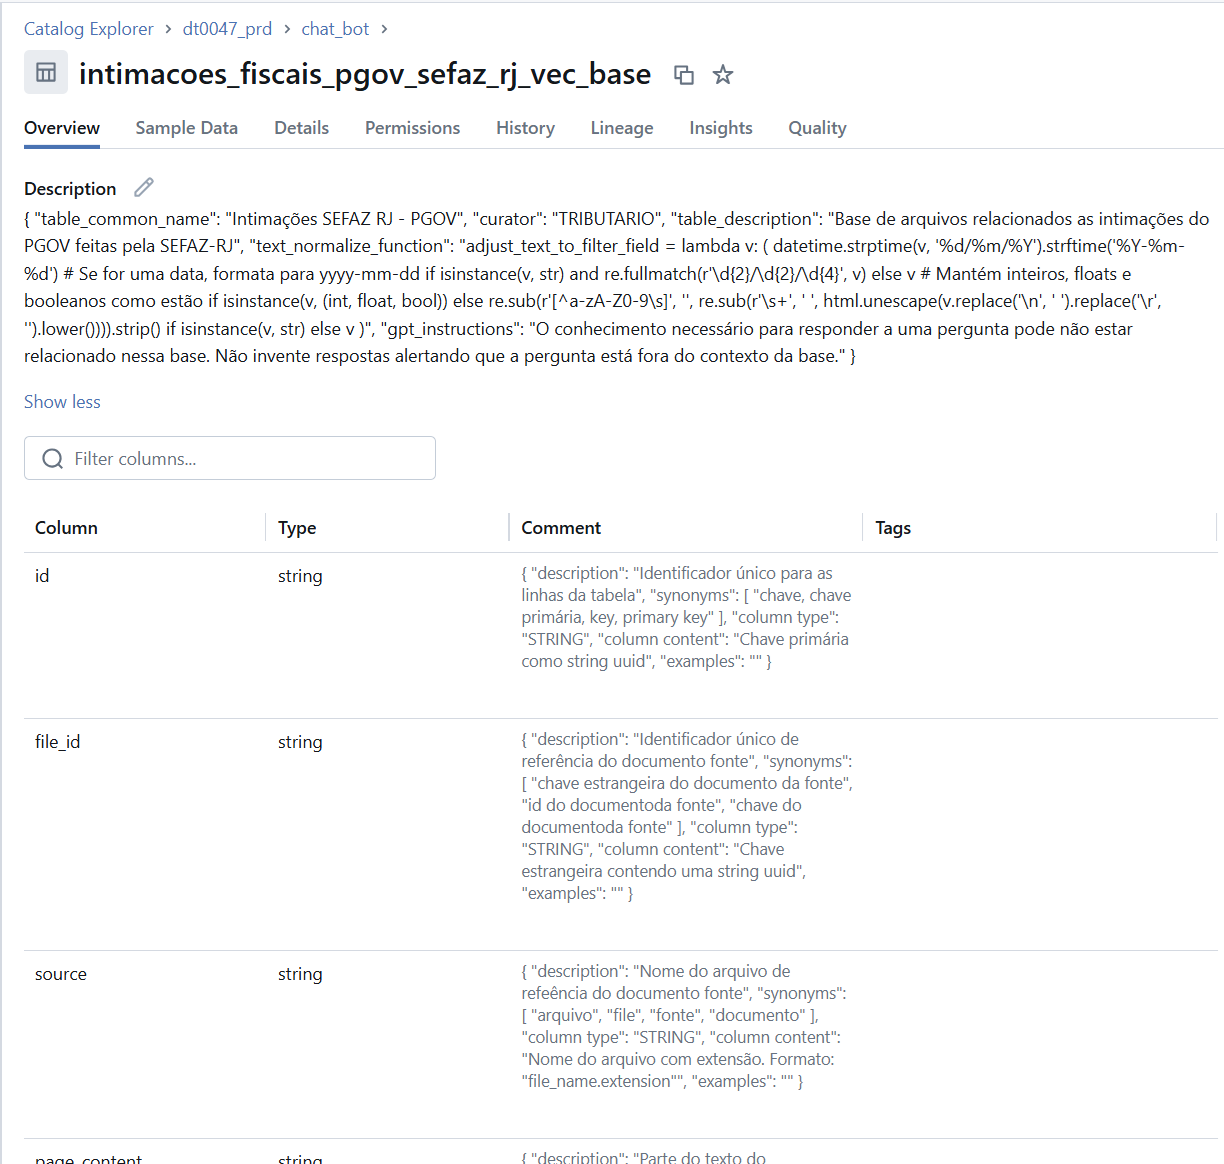 Catalog Explorer > dt0047_prd > chat_bot >
intimacoes_fiscais_pgov_sefaz_rj_vec_base
Overview Sample Data Details Permissions History Lineage Insights Quality
Description
{ "table_common_name": "Intimações SEFAZ RJ - PGOV", "curator": "TRIBUTARIO", "table_description": "Base de arquivos relacionados as intimações do
PGOV feitas pela SEFAZ-RJ", "text_normalize_function": "adjust_text_to_filter_field = lambda v: ( datetime.strptime(v, '%d/%m/%Y').strftime('%Y-%m-
%d') # Se for uma data, formata para yyyy-mm-dd if isinstance(v, str) and re.fullmatch(r'\d{2}/\d{2}/\d{4}', v) else v # Mantém inteiros, floats e
booleanos como estão if isinstance(v, (int, float, bool)) else re.sub(r'[^a-zA-Z0-9\s]', '', re.sub(r'\s+', ' ', html.unescape(v.replace('\n', ' ').replace('\r',
'').lower()))).strip() if isinstance(v, str) else v )", "gpt_instructions": "O conhecimento necessário para responder a uma pergunta pode não estar
relacionado nessa base. Não invente respostas alertando que a pergunta está fora do contexto da base." }
Show less
Filter columns...
Column Type Comment Tags
id string { "description": "Identificador único para as
linhas da tabela", "synonyms": [ "chave, chave
primária, key, primary key" ], "column type":
"STRING", "column content": "Chave primária
como string uuid", "examples": "" }
file_id string { "description": "Identificador único de
referência do documento fonte", "synonyms":
[ "chave estrangeira do documento da fonte",
"id do documentoda fonte", "chave do
documentoda fonte" ], "column type":
"STRING", "column content": "Chave
estrangeira contendo uma string uuid",
"examples": "" }
source string { "description": "Nome do arquivo de
refeência do documento fonte", "synonyms":
[ "arquivo", "file", "fonte", "documento" ],
"column type": "STRING", "column content":
"Nome do arquivo com extensão. Formato:
"file_name.extension"", "examples": "" }
page_content string { "description": "Parte do texto do